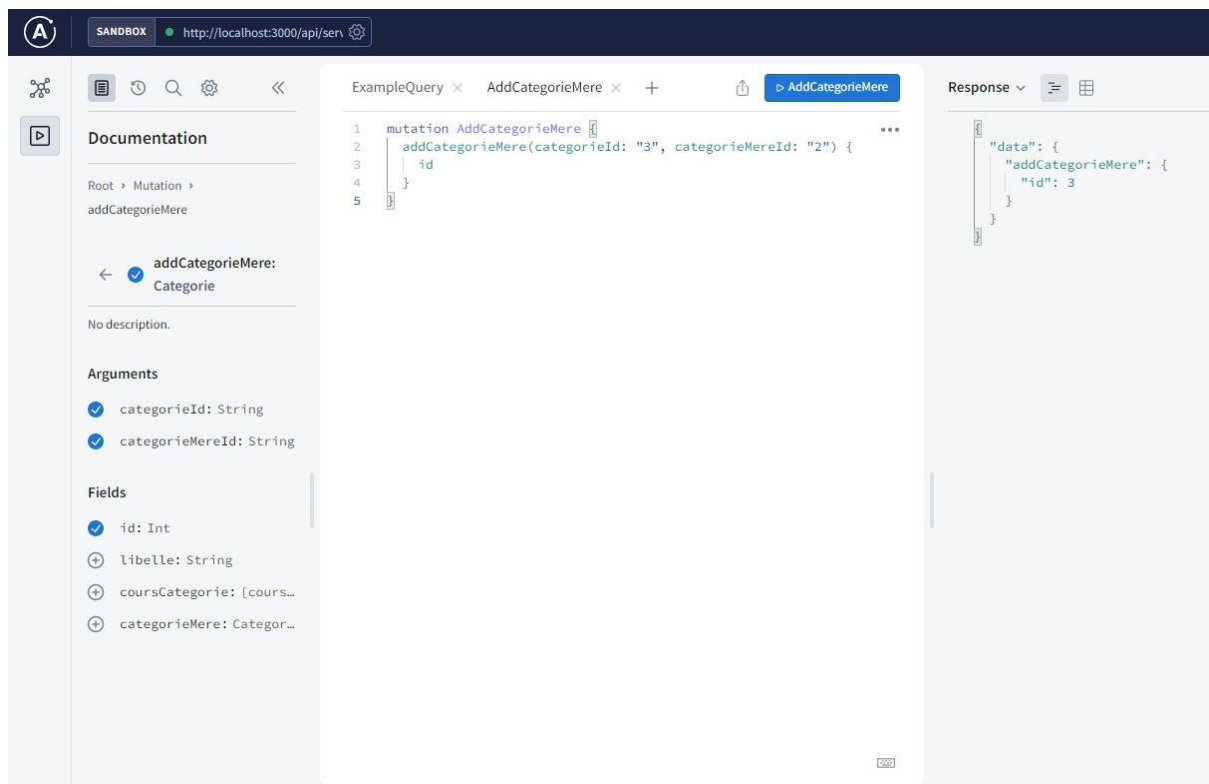 SANDBOX http://localhost:3000/api/serv
Documentation
Root › Mutation ›
addCategorieMere
addCategorieMere:
Categorie
No description.
Arguments
categorieId: String
categorieMereId: String
Fields
id: Int
libelle: String
coursCategorie: [cours…
categorieMere: Categor…
ExampleQuery × AddCategorieMere × +
AddCategorieMere
1 mutation AddCategorieMere {
2 addCategorieMere(categorieId: "3", categorieMereId: "2") {
3 id
4 }
5 }
Response
{
"data": {
"addCategorieMere": {
"id": 3
}
}
}